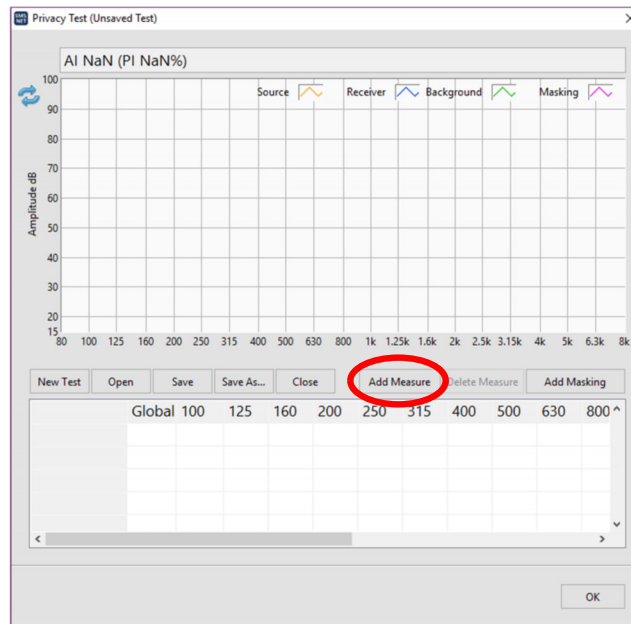 Privacy Test (Unsaved Test)
AI NaN (PI NaN%)
Source Receiver Background Masking
100
90
80
70
60
50
40
30
20
15
Amplitude dB
80 100 125 160 200 250 315 400 500 630 800 1k 1.25k 1.6k 2k 2.5k 3.15k 4k 5k 6.3k 8k
New Test Open Save Save As... Close Add Measure Delete Measure Add Masking
Global 100 125 160 200 250 315 400 500 630 800
OK